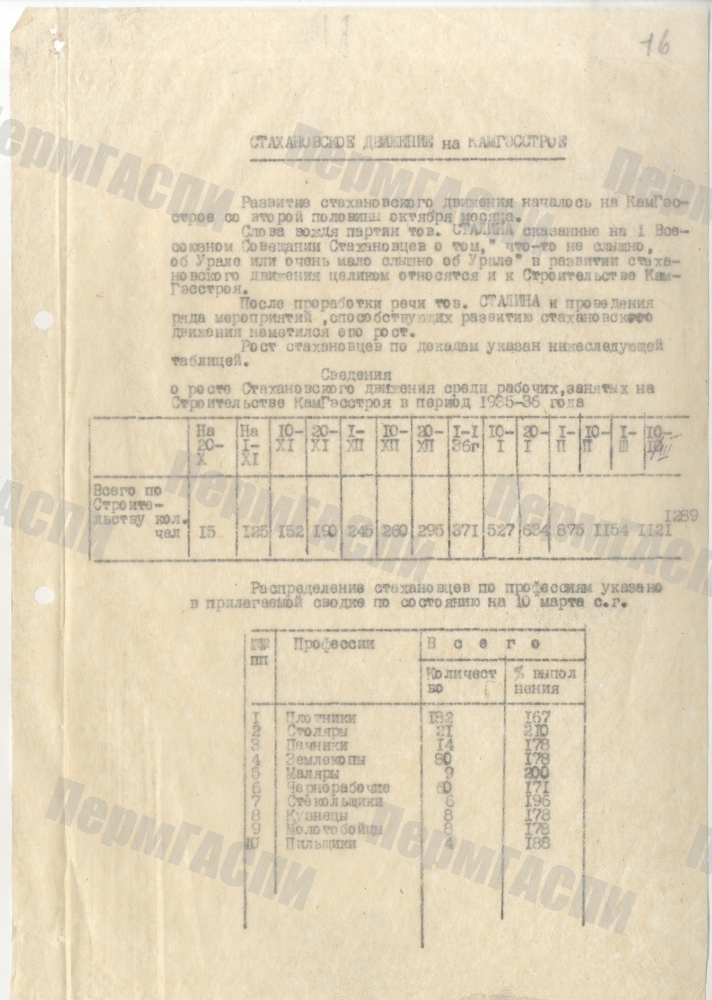 16
СТАХАНОВСКОЕ ДВИЖЕНИЕ на КАМГЭССТРОЕ
Развитие стахановского движения началось на КамГэс-
строе со второй половины октября месяца.
Слова вождя партии тов. СТАЛИНА сказанные на I Все-
союзном Совещании Стахановцев о том," что-то не слышно,
об Урале или очень мало слышно об Урале" в развитии стаха-
новского движения целиком относятся и к Строительстве Кам-
Гэсстроя.
После проработки речи тов. СТАЛИНА и проведения
ряда мероприятий ,способствующих развитию стахановского
движения наметился его рост.
Рост стахановцев по декадам указан нижеследующей
таблицей.
Сведения
о росте Стахановского движения среди рабочих,занятых на
Строительстве КамГэсстроя в период 1935-36 года
На На 10- 20- I- 10- 20- I-I 10- 20- I- 10- I- 10-
20- I- XI XI XII XII XII 36г I I II II III III
X XI
Всего по
Строите-
льству кол. 1289
чел 15 125 152 190 245 260 295 371 527 634 875 1154 1121
Распределение стахановцев по профессиям указано
в прилагаемой сводке по состоянию на 10 марта с.г.
№№ Профессии В с е г о
пп
Количест % выпол
во нения
1 Плотники 182 167
2 Столяры 21 210
3 Печники 14 178
4 Землекопы 80 178
5 Маляры 9 200
6 Чернорабочие 60 171
7 Стекольщики 6 196
8 Кузнецы 8 178
9 Молотобойцы 8 178
10 Пильщики 4 188
ПермГАСПИ
ПермГАСПИ
ПермГАСПИ
ПермГАСПИ
ПермГАСПИ
ПермГАСПИ
ПермГАСПИ
ПермГАСПИ